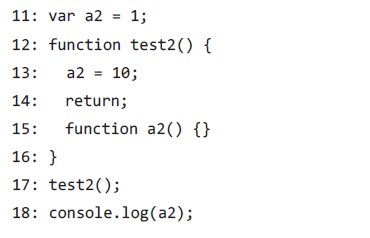 11: var a2 = 1;
12: function test2() {
13:   a2 = 10;
14:   return;
15:   function a2() {}
16: }
17: test2();
18: console.log(a2);